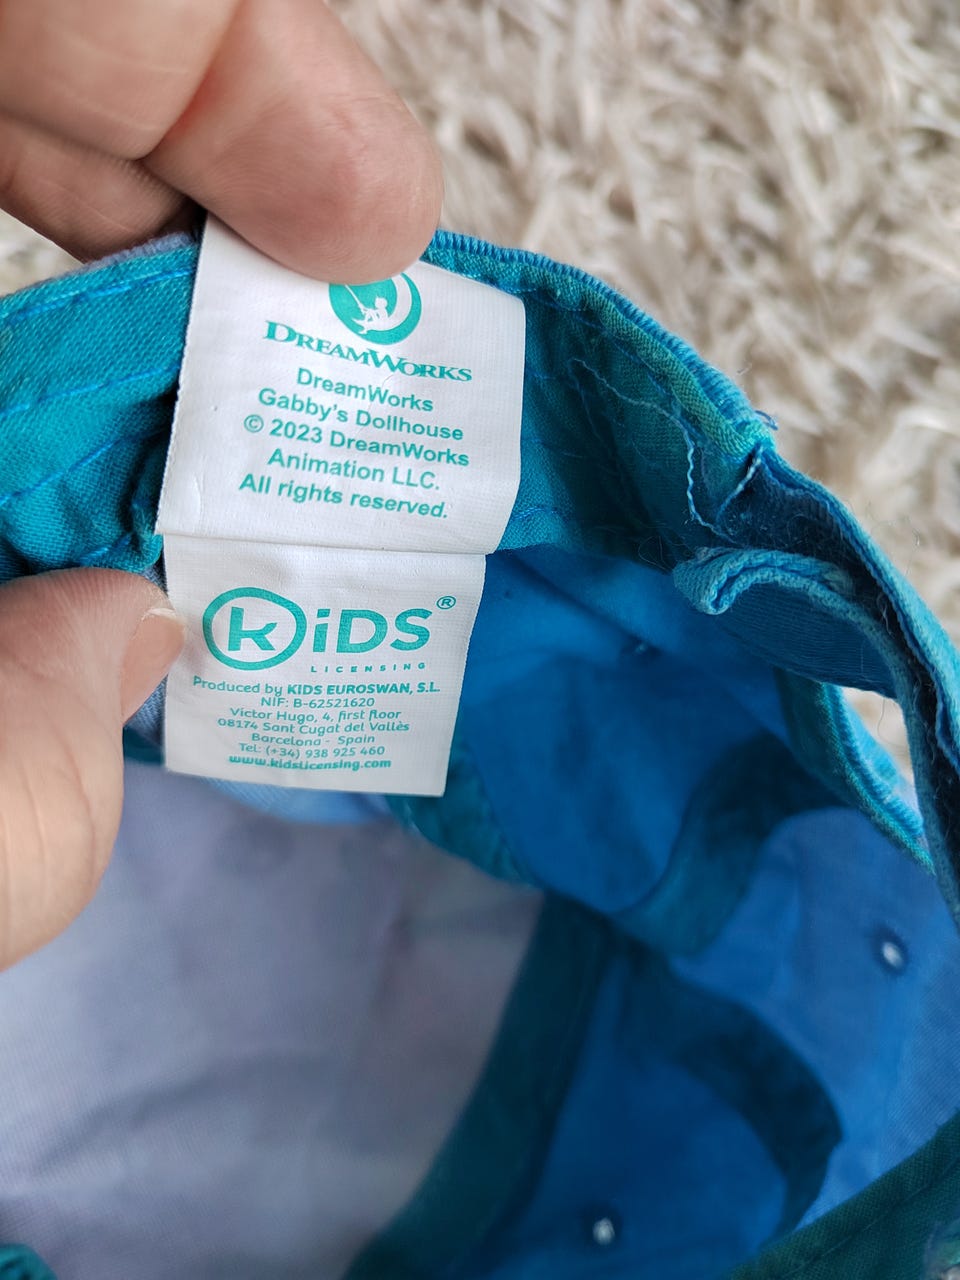 DREAMWORKS
DreamWorks
Gabby's Dollhouse
© 2023 DreamWorks
Animation LLC.
All rights reserved.
kiDS®
LICENSING
Produced by KIDS EUROSWAN, S.L.
NIF: B-62521620
Victor Hugo, 4, first floor
08174 Sant Cugat del Vallès
Barcelona - Spain
Tel: (+34) 938 925 460
www.kidslicensing.com